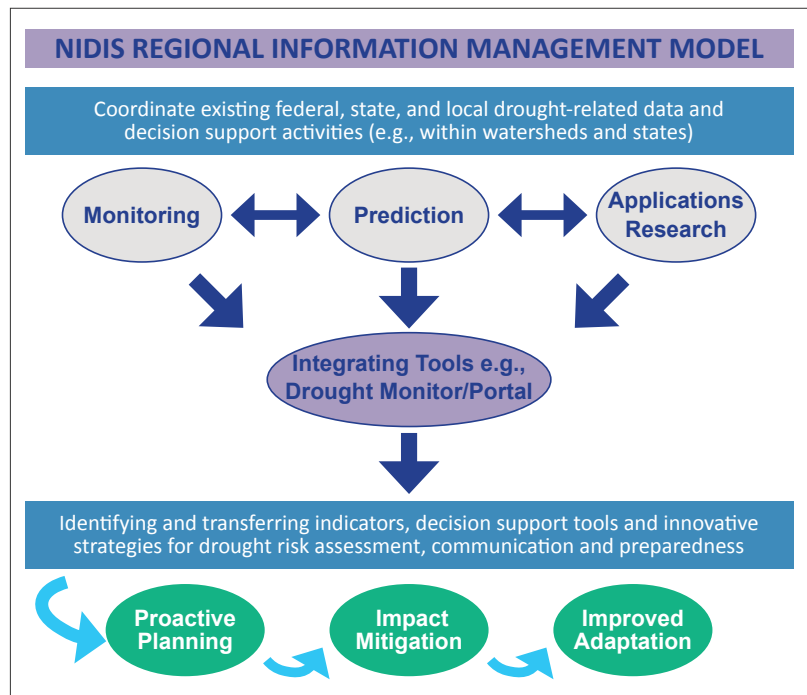 NIDIS REGIONAL INFORMATION MANAGEMENT MODEL
Coordinate existing federal, state, and local drought-related data and
decision support activities (e.g., within watersheds and states)
Monitoring
Prediction
Applications
Research
Integrating Tools e.g.,
Drought Monitor/Portal
Identifying and transferring indicators, decision support tools and innovative
strategies for drought risk assessment, communication and preparedness
Proactive
Planning
Impact
Mitigation
Improved
Adaptation